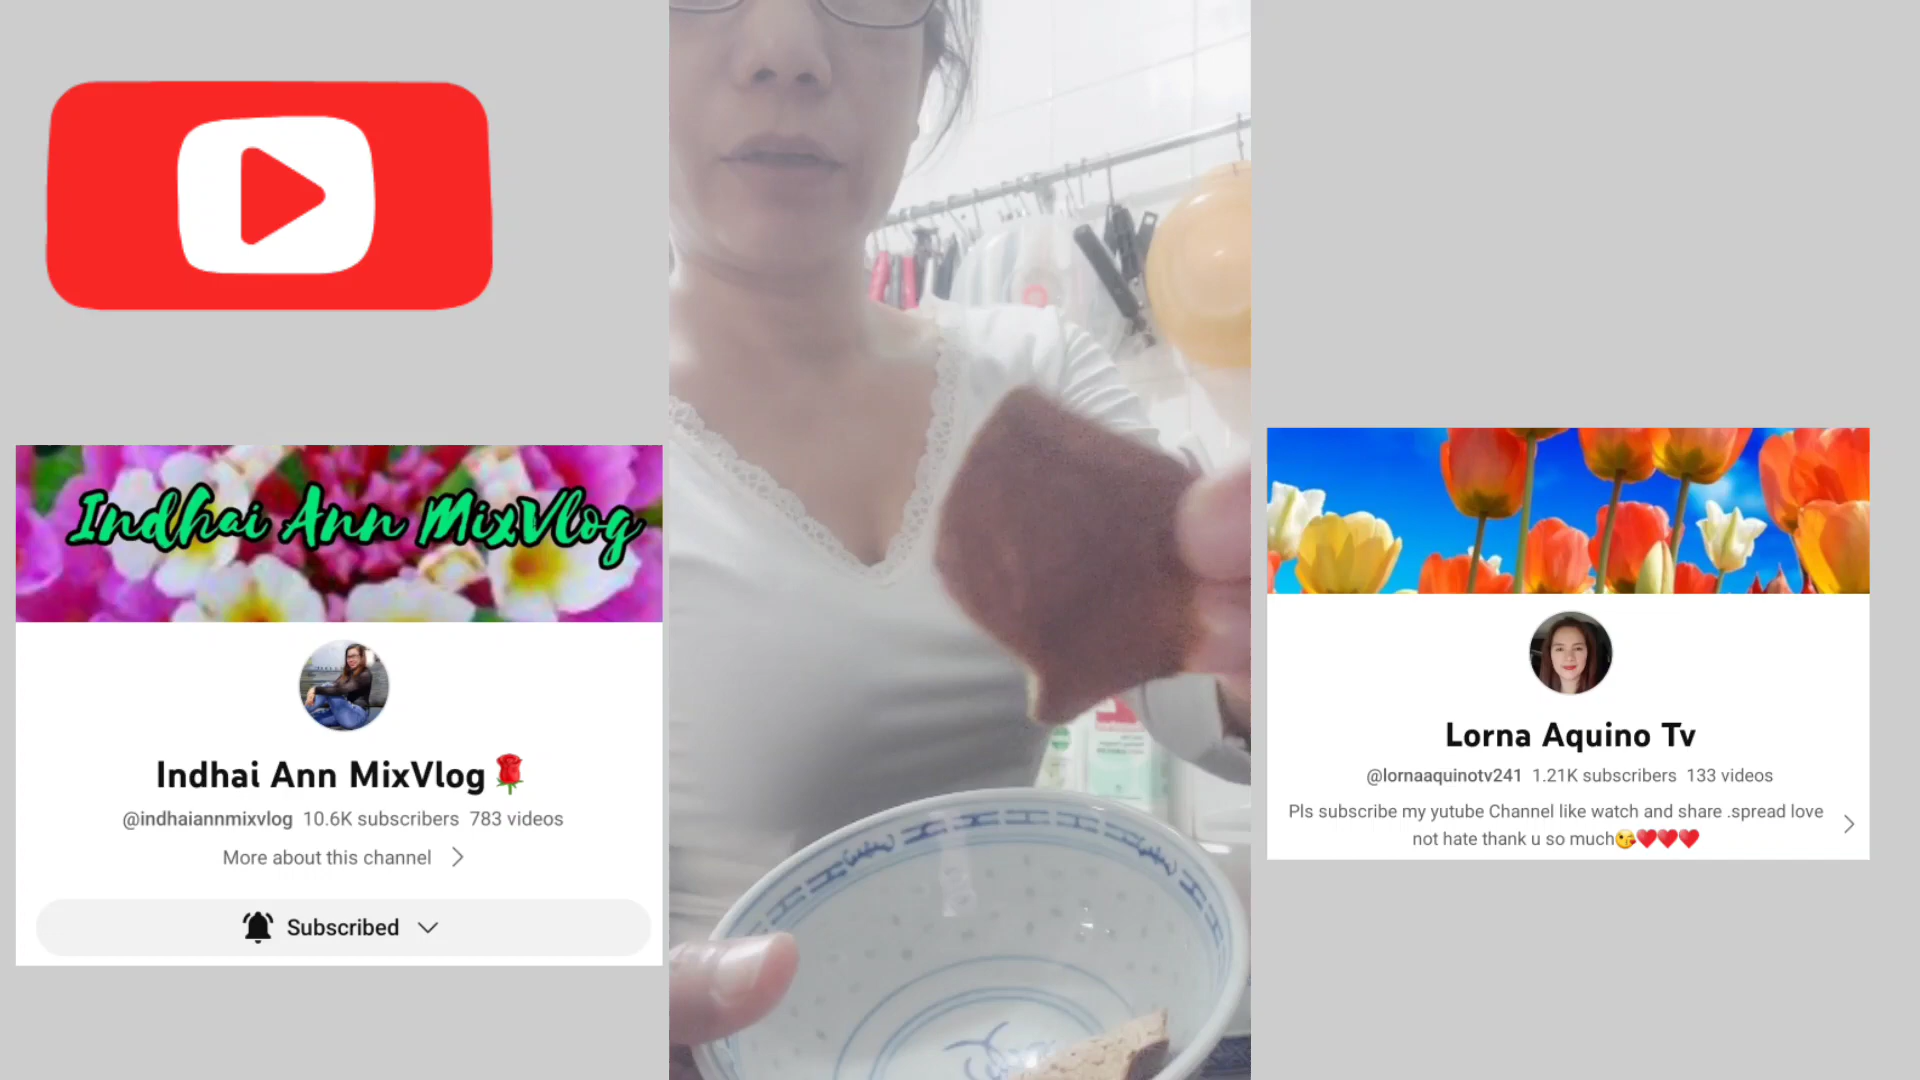 Indhai Ann MixVlog
Indhai Ann MixVlog🌹
@indhaiannmixvlog 10.6K subscribers 783 videos
More about this channel
Subscribed
Lorna Aquino Tv
@lornaaquinotv241 1.21K subscribers 133 videos
Pls subscribe my yutube Channel like watch and share .spread love
not hate thank u so much😘❤️❤️❤️